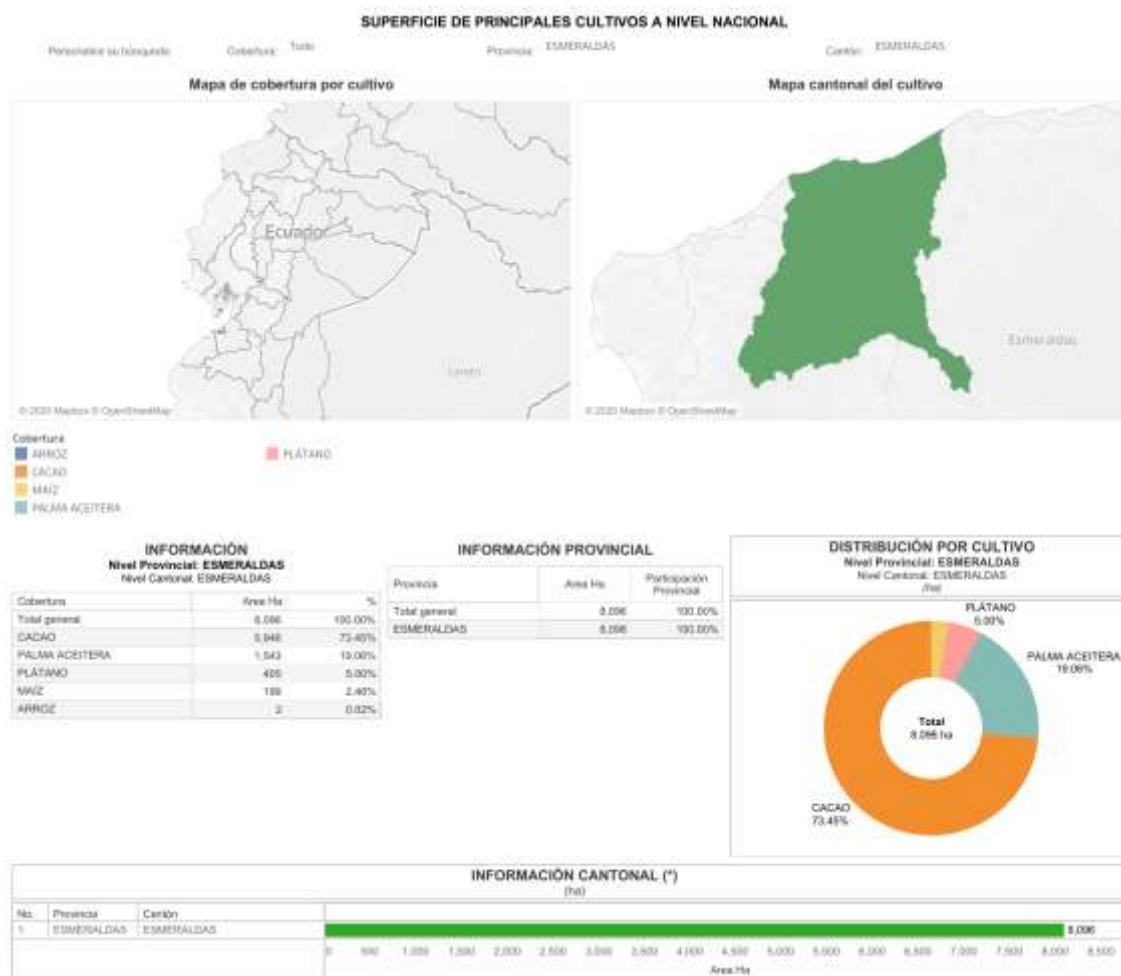 SUPERFICIE DE PRINCIPALES CULTIVOS A NIVEL NACIONAL
Personalice su búsqueda: Cobertura: Todo Provincia: ESMERALDAS Cantón: ESMERALDAS
Mapa de cobertura por cultivo
Mapa cantonal del cultivo
Ecuador
Loreto
Esmeraldas
© 2020 Mapbox © OpenStreetMap
© 2020 Mapbox © OpenStreetMap
Cobertura
ARROZ
PLÁTANO
CACAO
MAÍZ
PALMA ACEITERA
INFORMACIÓN
Nivel Provincial: ESMERALDAS
Nivel Cantonal: ESMERALDAS
Cobertura Area Ha %
Total general 8,096 100.00%
CACAO 5,946 73.45%
PALMA ACEITERA 1,543 19.06%
PLÁTANO 405 5.00%
MAÍZ 2.46%
ARROZ 2 0.02%
INFORMACIÓN PROVINCIAL
Provincia Area Ha Participación Provincial
Total general 8,096 100.00%
ESMERALDAS 8,096 100.00%
DISTRIBUCIÓN POR CULTIVO
Nivel Provincial: ESMERALDAS
Nivel Cantonal: ESMERALDAS
(ha)
PLÁTANO
5.00%
PALMA ACEITERA
19.06%
Total
8,096 ha
CACAO
73.45%
INFORMACIÓN CANTONAL (*)
(ha)
No. Provincia Cantón
1 ESMERALDAS ESMERALDAS 8,096
0 500 1,000 1,500 2,000 2,500 3,000 3,500 4,000 4,500 5,000 5,500 6,000 6,500 7,000 7,500 8,000 8,500
Area Ha